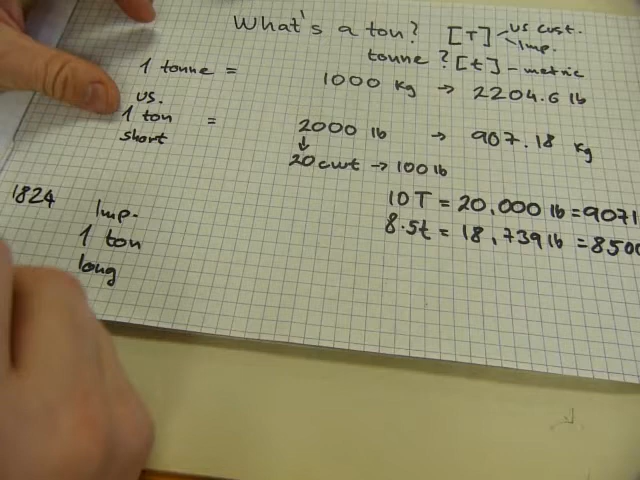 What's a ton? [T] US cust.
Imp.
tonne? [t] - metric
1 tonne = 1000 Kg → 2204.6 lb
US.
1 ton = 2000 lb → 907.18 Kg
short
↓
20 cwt → 100 lb
10 T = 20,000 lb = 9071
8.5t = 18,739 lb = 8500
1824
Imp.
1 ton
long